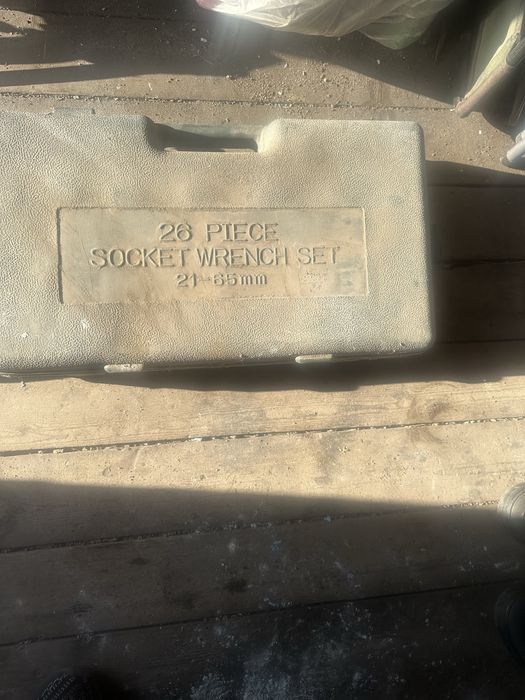 26 PIECE
SOCKET WRENCH SET
21-65mm